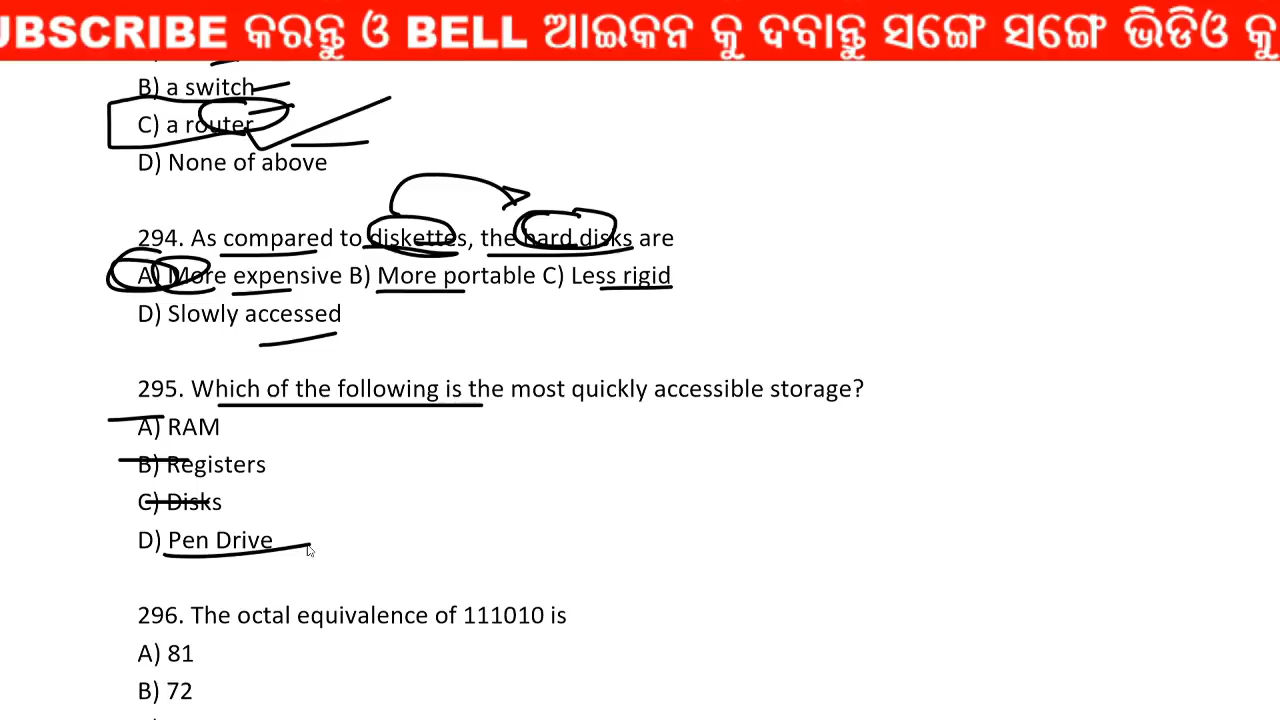 UBSCRIBE କରନ୍ତୁ ଓ BELL ଆଇକନ କୁ ଦବାନ୍ତୁ ସଙ୍ଗେ ସଙ୍ଗେ ଭିଡିଓ କୁ
B) a switch
C) a router
D) None of above
294. As compared to diskettes, the hard disks are
A) More expensive B) More portable C) Less rigid
D) Slowly accessed
295. Which of the following is the most quickly accessible storage?
A) RAM
B) Registers
C) Disks
D) Pen Drive
296. The octal equivalence of 111010 is
A) 81
B) 72